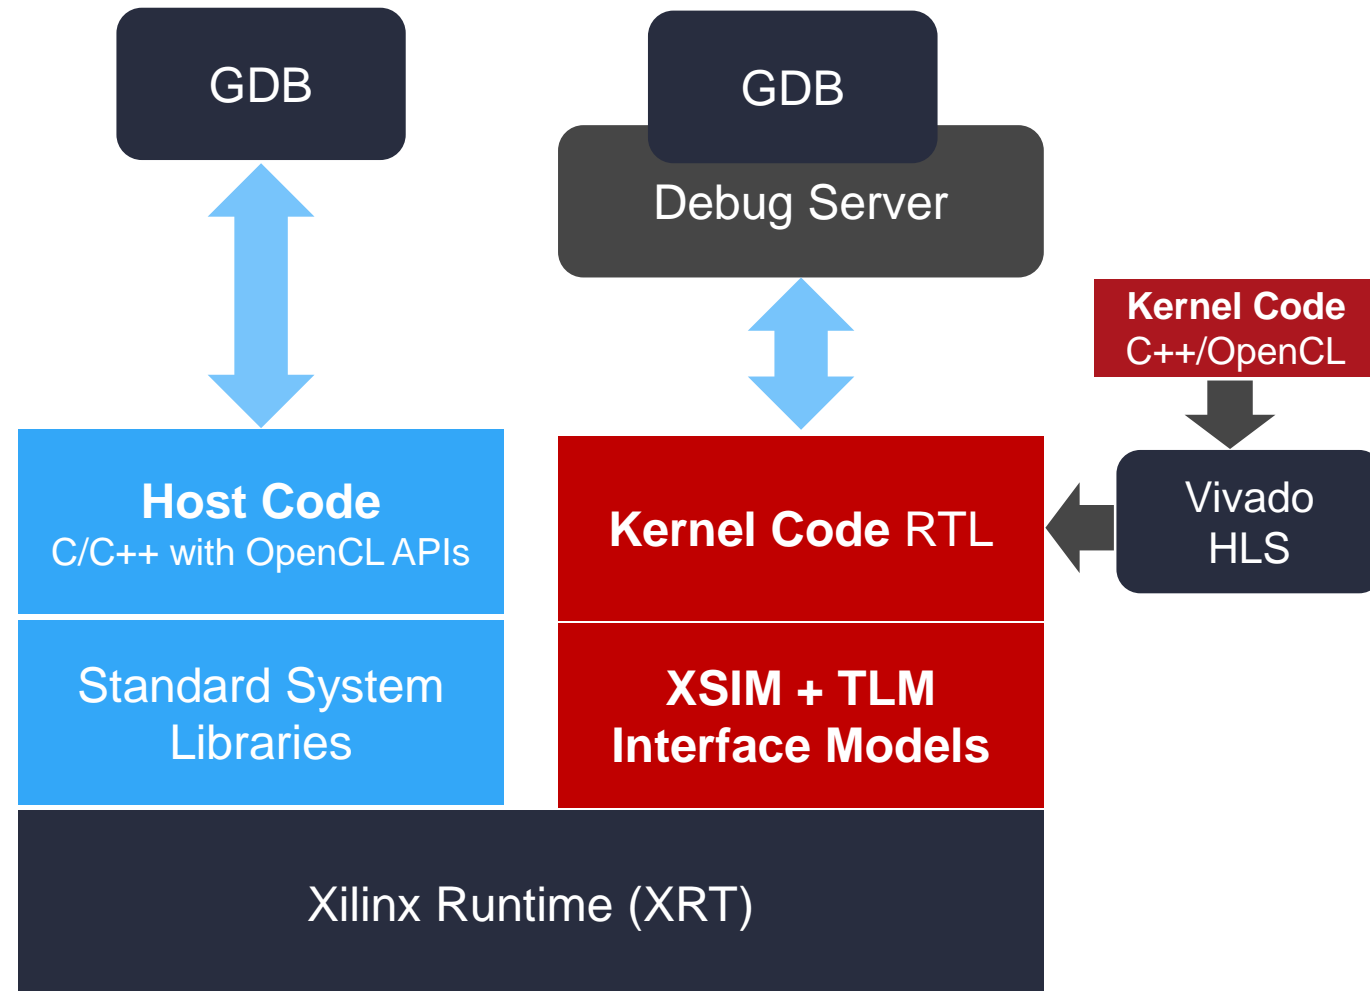 GDB
GDB
Debug Server
Kernel Code
C++/OpenCL
Host Code
C/C++ with OpenCL APIs
Kernel Code RTL
Vivado
HLS
Standard System
Libraries
XSIM + TLM
Interface Models
Xilinx Runtime (XRT)